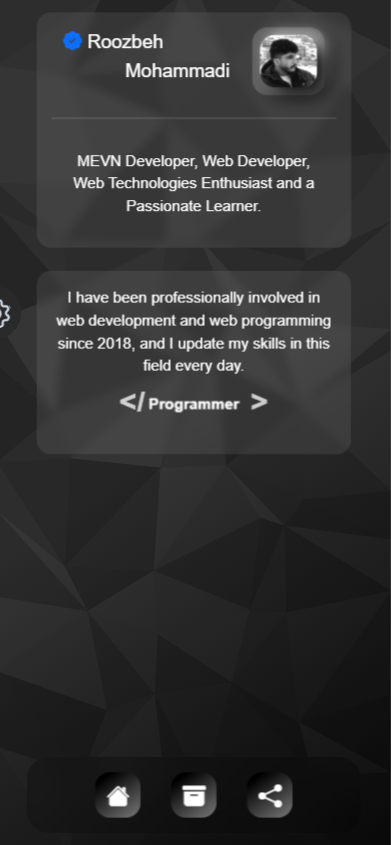 Roozbeh
Mohammadi
MEVN Developer, Web Developer,
Web Technologies Enthusiast and a
Passionate Learner.
I have been professionally involved in
web development and web programming
since 2018, and I update my skills in this
field every day.
</ Programmer >